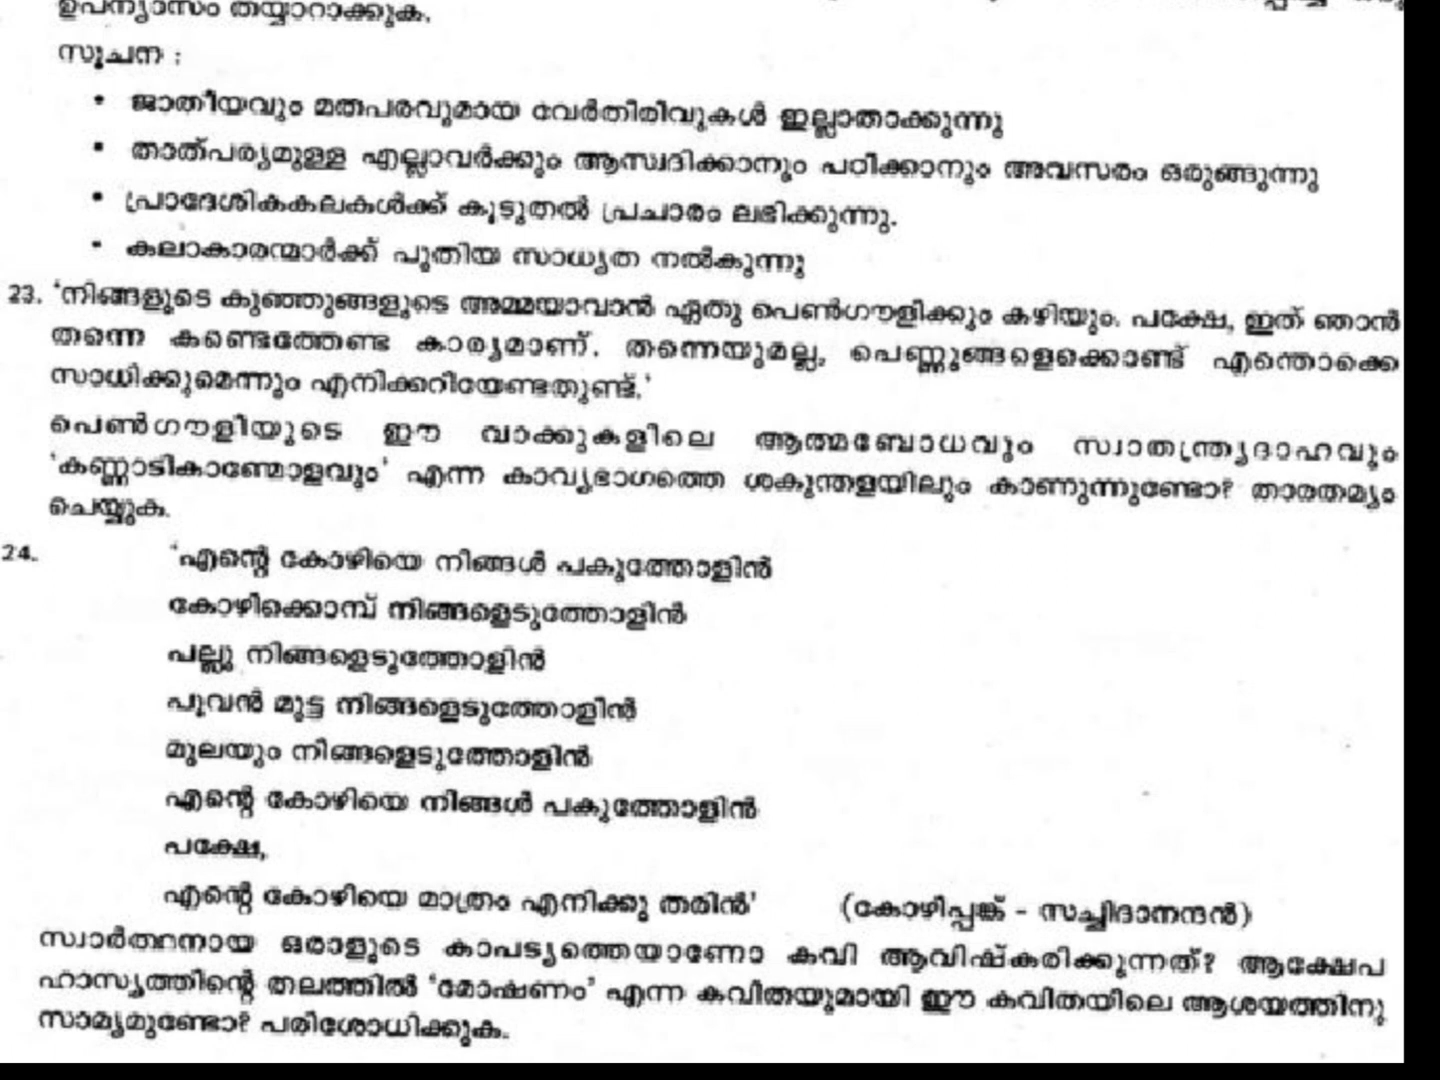 ഉപന്യാസം തയ്യാറാക്കുക.
സൂചന :
• ജാതീയവും മതപരവുമായ വേർതിരിവുകൾ ഇല്ലാതാക്കുന്നു
• താത്പര്യമുള്ള എല്ലാവർക്കും ആസ്വദിക്കാനും പഠിക്കാനും അവസരം ഒരുങ്ങുന്നു
• പ്രാദേശികകലകൾക്ക് കൂടുതൽ പ്രചാരം ലഭിക്കുന്നു.
• കലാകാരന്മാർക്ക് പുതിയ സാധ്യത നൽകുന്നു
23. 'നിങ്ങളുടെ കുഞ്ഞുങ്ങളുടെ അമ്മയാവാൻ ഏതു പെൺഗൗളിക്കും കഴിയും. പക്ഷേ, ഇത് ഞാൻ
തന്നെ കണ്ടെത്തേണ്ട കാര്യമാണ്. തന്നെയുമല്ല, പെണ്ണുങ്ങളെക്കൊണ്ട് എന്തൊക്കെ
സാധിക്കുമെന്നും എനിക്കറിയേണ്ടതുണ്ട്.'
പെൺഗൗളിയുടെ ഈ വാക്കുകളിലെ ആത്മബോധവും സ്വാതന്ത്ര്യദാഹവും
'കണ്ണാടികാണ്മോളവും' എന്ന കാവ്യഭാഗത്തെ ശകുന്തളയിലും കാണുന്നുണ്ടോ? താരതമ്യം
ചെയ്യുക.
24. 'എന്റെ കോഴിയെ നിങ്ങൾ പകുത്തോളിൻ
കോഴിക്കൊമ്പ് നിങ്ങളെടുത്തോളിൻ
പല്ലു നിങ്ങളെടുത്തോളിൻ
പൂവൻ മുട്ട നിങ്ങളെടുത്തോളിൻ
മുലയും നിങ്ങളെടുത്തോളിൻ
എന്റെ കോഴിയെ നിങ്ങൾ പകുത്തോളിൻ
പക്ഷേ,
എന്റെ കോഴിയെ മാത്രം എനിക്കു തരിൻ' (കോഴിപ്പങ്ക് - സച്ചിദാനന്ദൻ)
സ്വാർത്ഥനായ ഒരാളുടെ കാപട്യത്തെയാണോ കവി ആവിഷ്കരിക്കുന്നത്? ആക്ഷേപ
ഹാസ്യത്തിന്റെ തലത്തിൽ 'മോഷണം' എന്ന കവിതയുമായി ഈ കവിതയിലെ ആശയത്തിനു
സാമ്യമുണ്ടോ? പരിശോധിക്കുക.